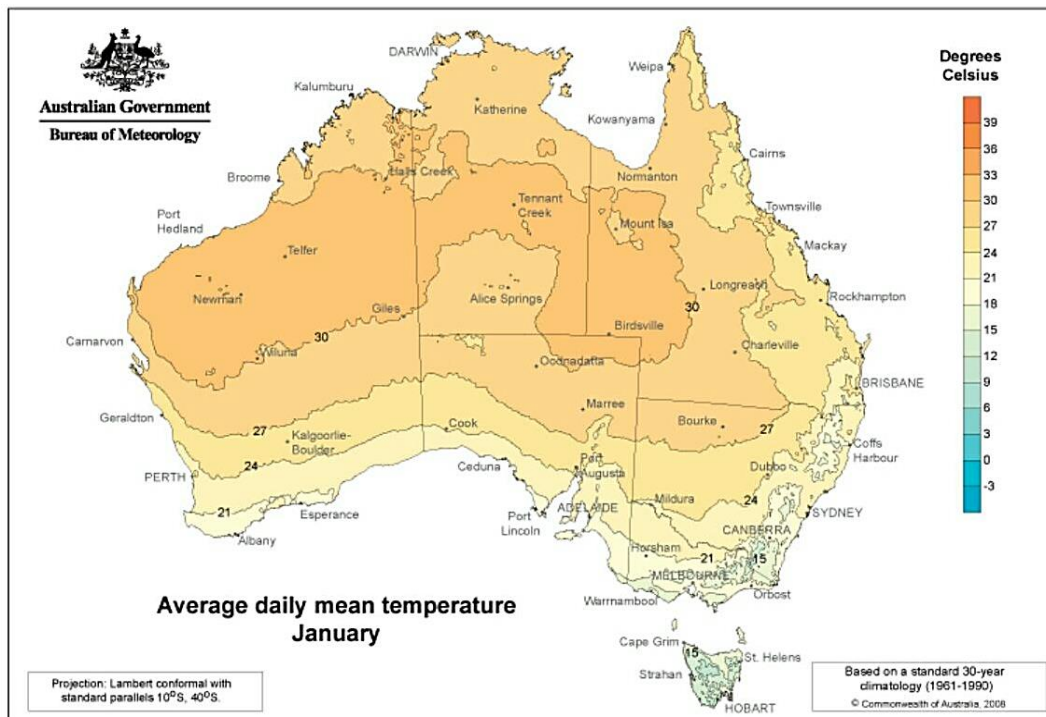 Australian Government
Bureau of Meteorology
DARWIN
Kalumburu
Katherine
Weipa
Kowanyama
Broome
Halls Creek
Normanton
Cairns
Port
Hedland
Telfer
Tennant
Creek
Mount Isa
Townsville
Mackay
Newman
Giles
Alice Springs
Longreach
Rockhampton
30
30
Birdsville
Carnarvon
Wiluna
Oodnadatta
Charleville
BRISBANE
Geraldton
Marree
Bourke
27
27
Kalgoorlie-
Boulder
Cook
Coffs
Harbour
24
PERTH
Ceduna
Port
Augusta
Dubbo
Mildura
24
21
Esperance
Albany
Port
Lincoln
ADELAIDE
SYDNEY
CANBERRA
Horsham
21
15
MELBOURNE
Warrnambool
Orbost
Cape Grim
15
St. Helens
Strahan
HOBART
Degrees
Celsius
39
36
33
30
27
24
21
18
15
12
9
6
3
0
-3
Average daily mean temperature
January
Projection: Lambert conformal with
standard parallels 10°S, 40°S.
Based on a standard 30-year
climatology (1961-1990)
© Commonwealth of Australia, 2008